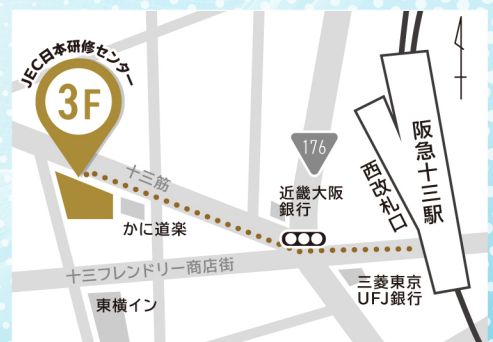 JEC日本研修センター
3F
176
阪急十三駅
西改札口
十三筋
近畿大阪
銀行
かに道楽
十三フレンドリー商店街
三菱東京
UFJ銀行
東横イン